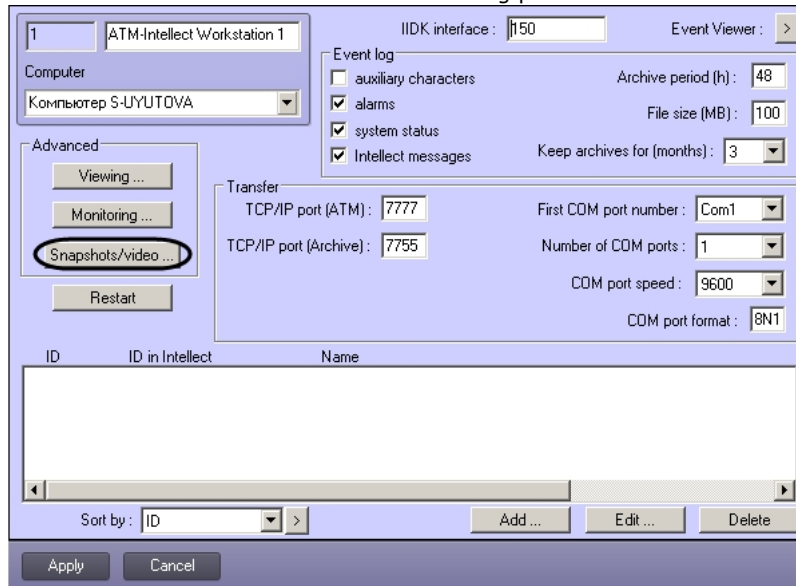 1
ATM-Intellect Workstation 1
IIDK interface : 150
Event Viewer : >
Computer
Компьютер S-UYUTOVA
Event log
auxiliary characters
alarms
system status
Intellect messages
Archive period (h) : 48
File size (MB) : 100
Keep archives for (months) : 3
Advanced
Viewing ...
Monitoring ...
Snapshots/video ...
Restart
Transfer
TCP/IP port (ATM) : 7777
TCP/IP port (Archive) : 7755
First COM port number : Com1
Number of COM ports : 1
COM port speed : 9600
COM port format : 8N1
ID ID in Intellect Name
Sort by : ID >
Add ... Edit ... Delete
Apply Cancel